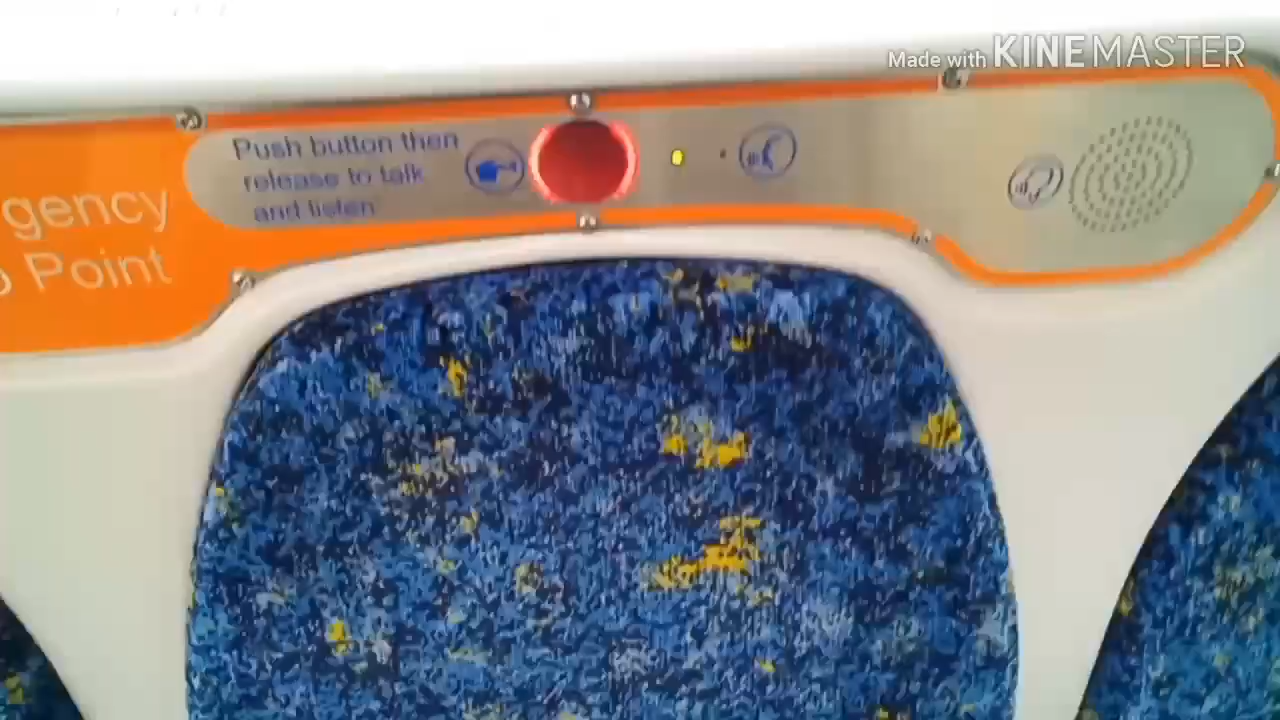 Made with KINEMASTER
Push button then
release to talk
and listen
gency
Point